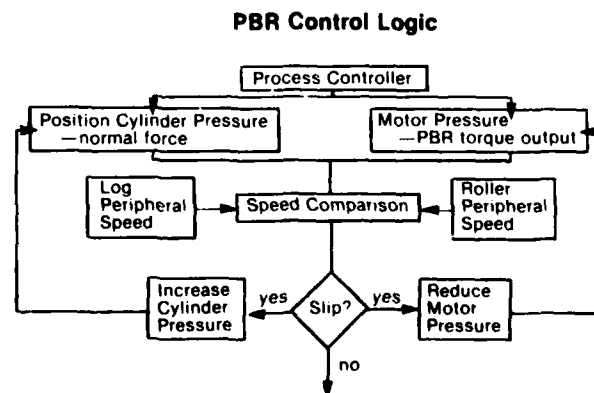 PBR Control Logic
Process Controller
Position Cylinder Pressure
—normal force
Motor Pressure
—PBR torque output
Log
Peripheral
Speed
Speed Comparison
Roller
Peripheral
Speed
Increase
Cylinder
Pressure
yes
Slip?
yes
Reduce
Motor
Pressure
no